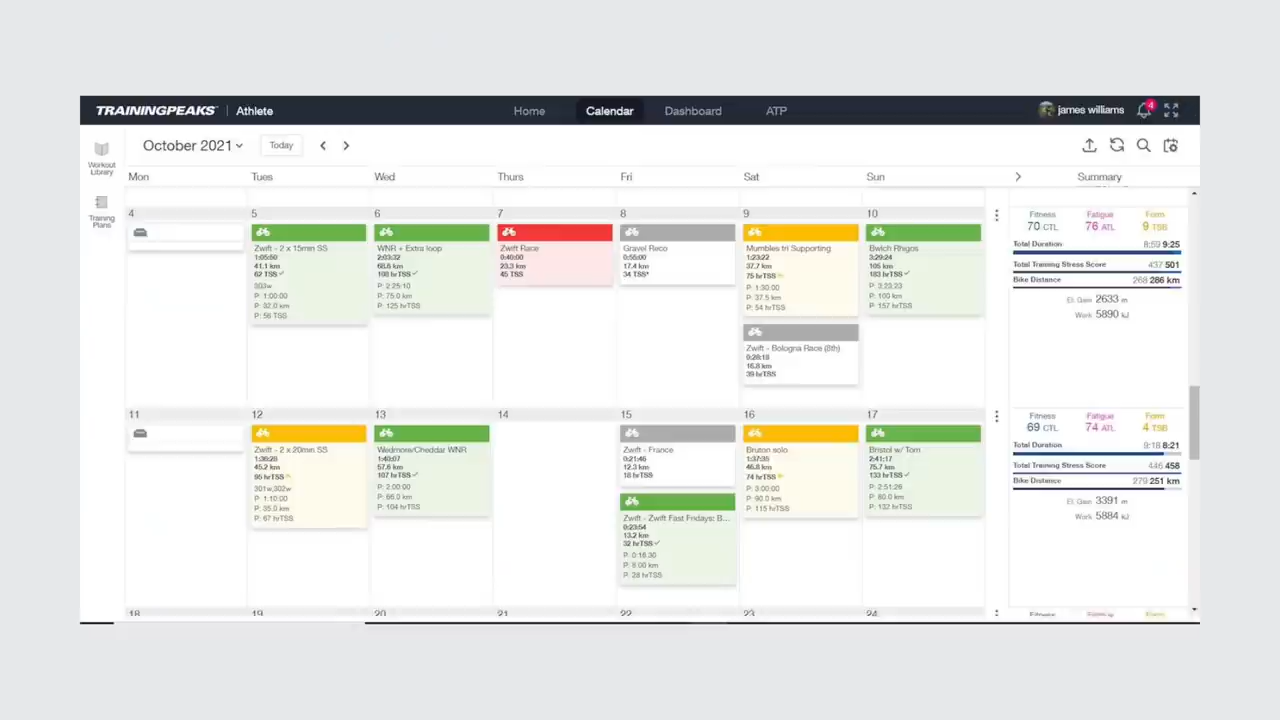 TRAININGPEAKS Athlete
Home
Calendar
Dashboard
ATP
james williams
4
Workout
Library
Training
Plans
October 2021
Today
Mon
Tues
Wed
Thurs
Fri
Sat
Sun
Summary
4
5
Zwift - 2 x 15min SS
1:05:50
41.1 km
62 TSS
303w
P: 1:00:00
P: 32.0 km
P: 56 TSS
6
WNR + Extra loop
2:03:32
68.8 km
108 hrTSS
P: 2:25:10
P: 75.0 km
P: 125 hrTSS
7
Zwift Race
0:40:00
23.3 km
45 TSS
8
Gravel Reco
0:55:00
17.4 km
34 TSS*
9
Mumbles tri Supporting
1:23:22
37.7 km
75 hrTSS
P: 1:30:00
P: 37.5 km
P: 54 hrTSS
Zwift - Bologna Race (8th)
0:28:18
16.8 km
39 hrTSS
10
Bwlch Rhigos
3:29:24
105 km
183 hrTSS
P: 3:23:23
P: 100 km
P: 157 hrTSS
Fitness
70 CTL
Fatigue
76 ATL
Form
9 TSB
Total Duration 8:59 9:25
Total Training Stress Score 437 501
Bike Distance 268 286 km
El. Gain 2633 m
Work 5890 kJ
11
12
Zwift - 2 x 20min SS
1:36:26
45.2 km
95 hrTSS
301w,302w
P: 1:10:00
P: 35.0 km
P: 67 hrTSS
13
Wedmore/Cheddar WNR
1:40:07
57.6 km
107 hrTSS
P: 2:00:00
P: 66.0 km
P: 104 hrTSS
14
15
Zwift - France
0:21:46
12.3 km
18 hrTSS
Zwift - Zwift Fast Fridays: B...
0:23:54
13.2 km
32 hrTSS
P: 0:16:30
P: 8.00 km
P: 28 hrTSS
16
Bruton solo
1:37:35
46.8 km
74 hrTSS
P: 3:00:00
P: 90.0 km
P: 115 hrTSS
17
Bristol w/ Tom
2:41:17
75.7 km
133 hrTSS
P: 2:51:26
P: 80.0 km
P: 132 hrTSS
Fitness
69 CTL
Fatigue
74 ATL
Form
4 TSB
Total Duration 9:18 8:21
Total Training Stress Score 446 458
Bike Distance 279 251 km
El. Gain 3391 m
Work 5884 kJ
18
19
20
21
22
23
24
Fitness
Fatigue
Form